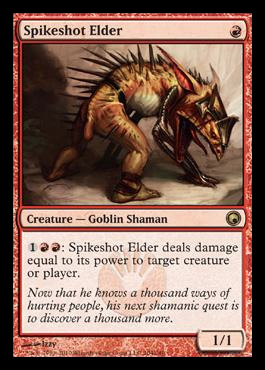 Spikeshot Elder
Creature — Goblin Shaman
1: Spikeshot Elder deals damage
equal to its power to target creature
or player.
Now that he knows a thousand ways of
hurting people, his next shamanic quest is
to discover a thousand more.
Izzy
1/1